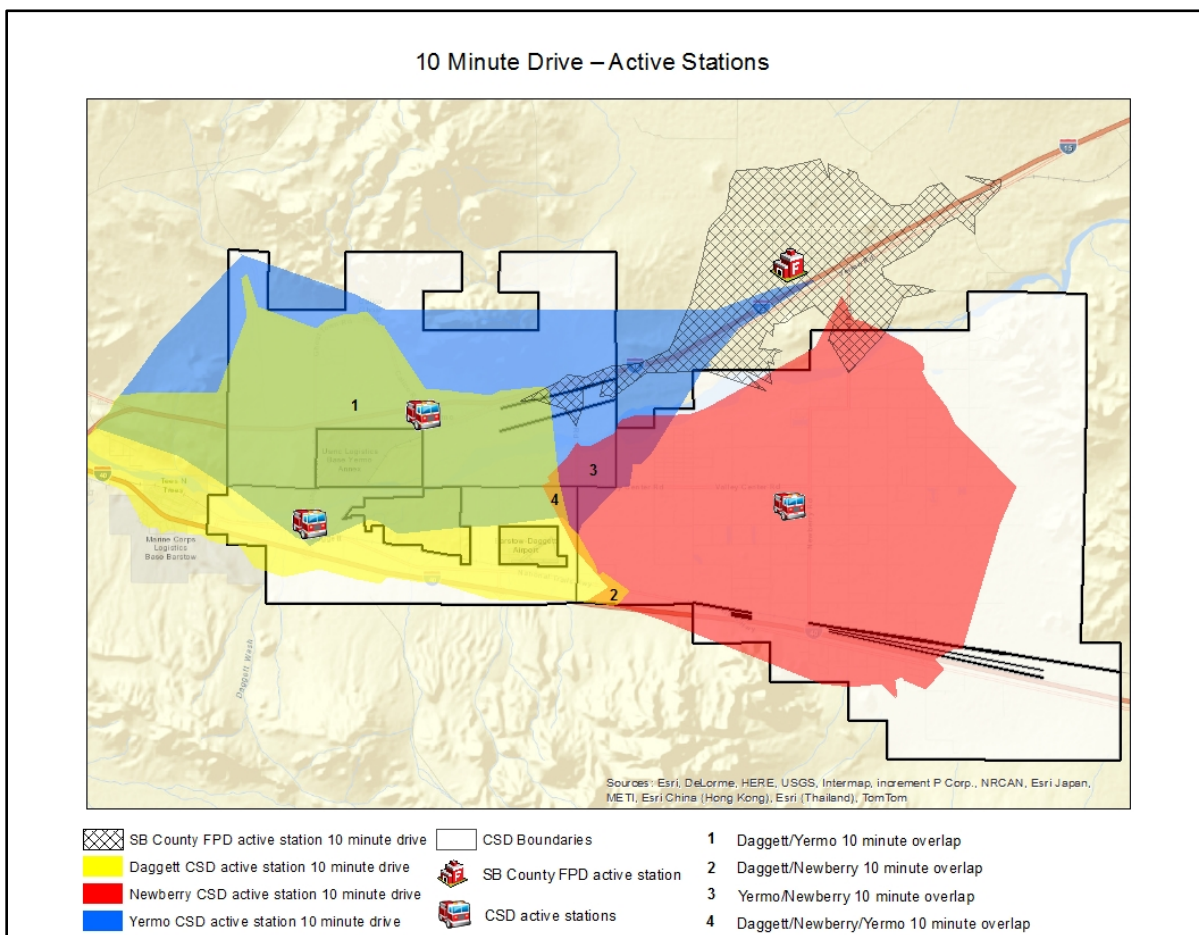 10 Minute Drive – Active Stations
15
1
Town N
Trees
40
3
4
2
Marine Corps
Logistics
Base Barstow
Barstow-Daggett
Airport
Daggett Wash
Sources: Esri, DeLorme, HERE, USGS, Intermap, increment P Corp., NRCAN, Esri Japan,
METI, Esri China (Hong Kong), Esri (Thailand), TomTom
SB County FPD active station 10 minute drive
Daggett CSD active station 10 minute drive
Newberry CSD active station 10 minute drive
Yermo CSD active station 10 minute drive
CSD Boundaries
SB County FPD active station
CSD active stations
1 Daggett/Yermo 10 minute overlap
2 Daggett/Newberry 10 minute overlap
3 Yermo/Newberry 10 minute overlap
4 Daggett/Newberry/Yermo 10 minute overlap